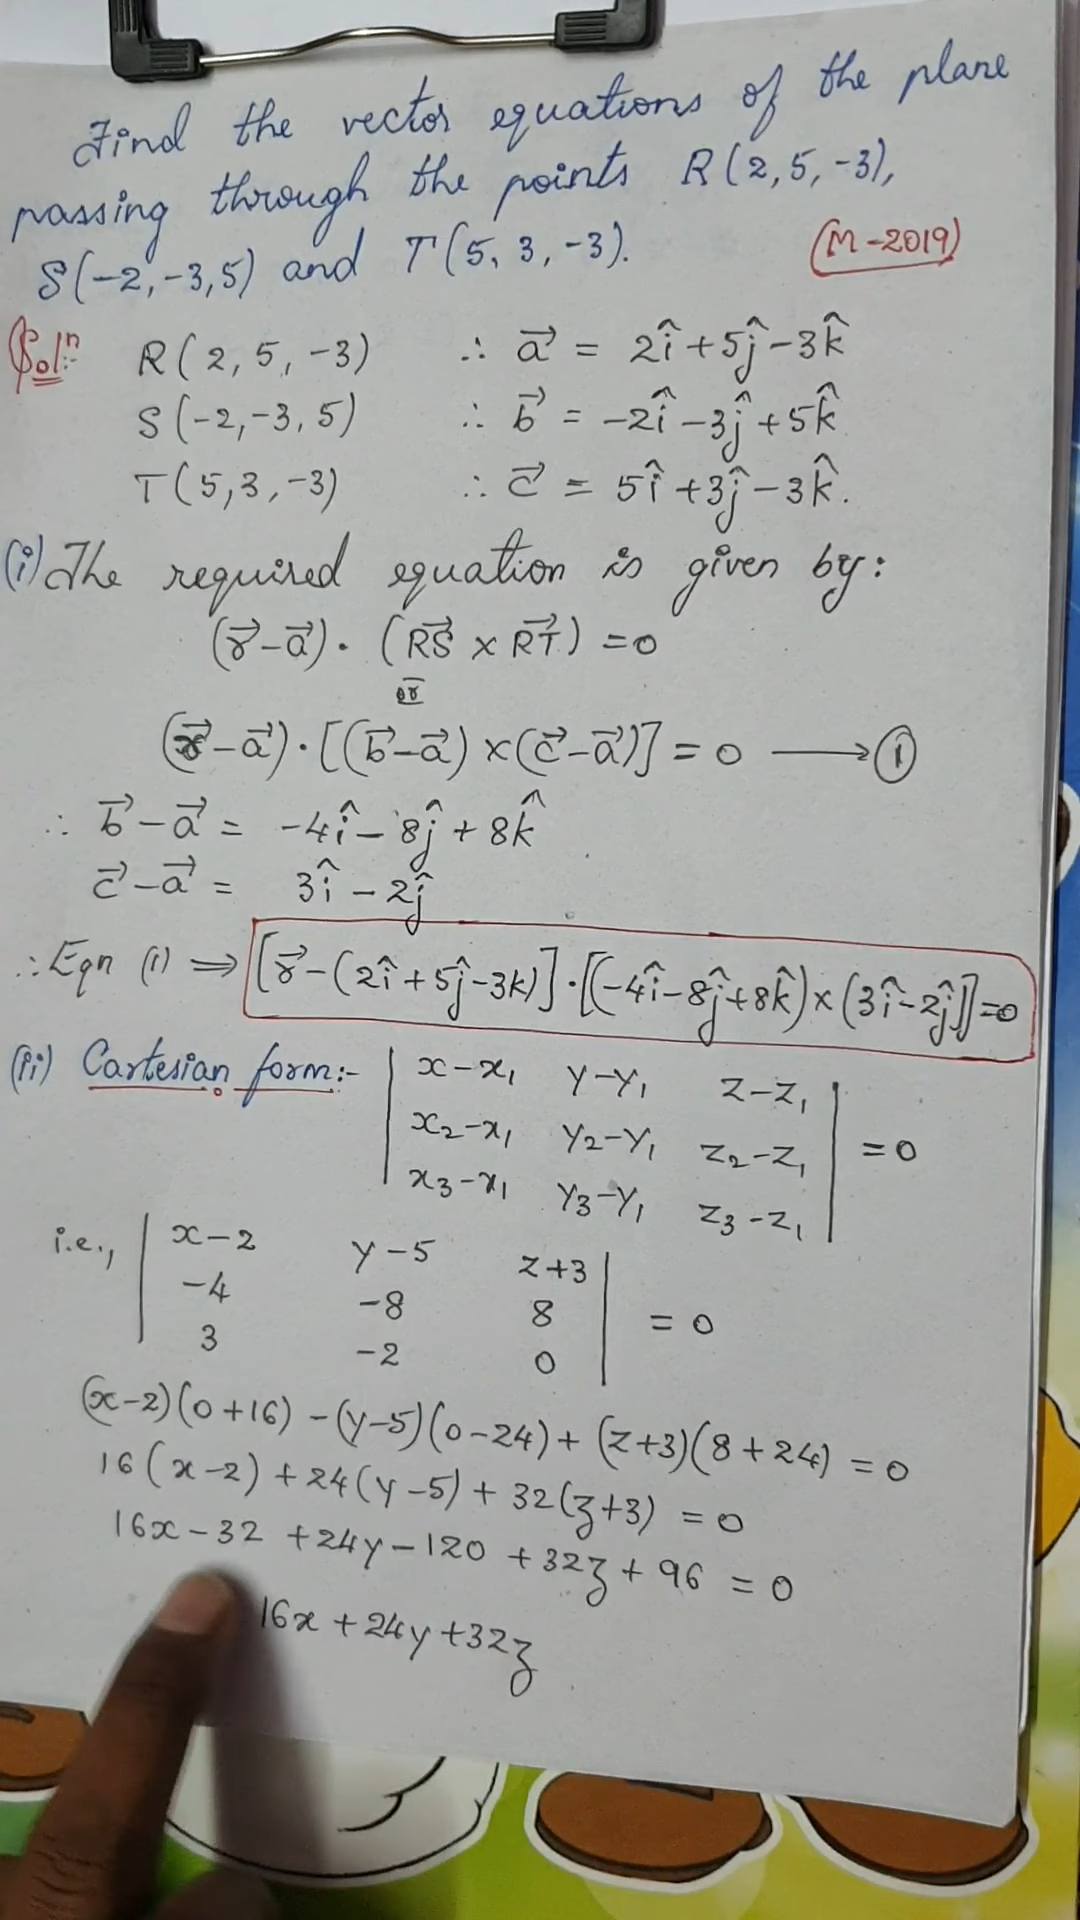 Find the vector equations of the plane
passing through the points R(2,5,-3),
S(-2,-3,5) and T(5,3,-3). (M-2019)
Solⁿ:- R(2,5,-3) ∴ a⃗ = 2î+5ĵ-3k̂
S(-2,-3,5) ∴ b⃗ = -2î-3ĵ+5k̂
T(5,3,-3) ∴ c⃗ = 5î+3ĵ-3k̂.
(i) The required equation is given by:
(r⃗-a⃗)·(RS⃗ × RT⃗) = 0
or
(r⃗-a⃗)·[(b⃗-a⃗)×(c⃗-a⃗)] = 0 ⟶ ①
∴ b⃗-a⃗ = -4î-8ĵ+8k̂
c⃗-a⃗ = 3î-2ĵ
∴ Eqn (1) ⇒ [r⃗-(2î+5ĵ-3k)]·[(-4î-8ĵ+8k̂)×(3î-2ĵ)]=0
(ii) Cartesian form:- | x-x₁ y-y₁ z-z₁ |
| x₂-x₁ y₂-y₁ z₂-z₁ | = 0
| x₃-x₁ y₃-y₁ z₃-z₁ |
i.e., | x-2 y-5 z+3 |
| -4 -8 8 | = 0
| 3 -2 0 |
(x-2)(0+16)-(y-5)(0-24)+(z+3)(8+24) = 0
16(x-2)+24(y-5)+32(z+3) = 0
16x-32+24y-120+32z+96 = 0
16x+24y+32z